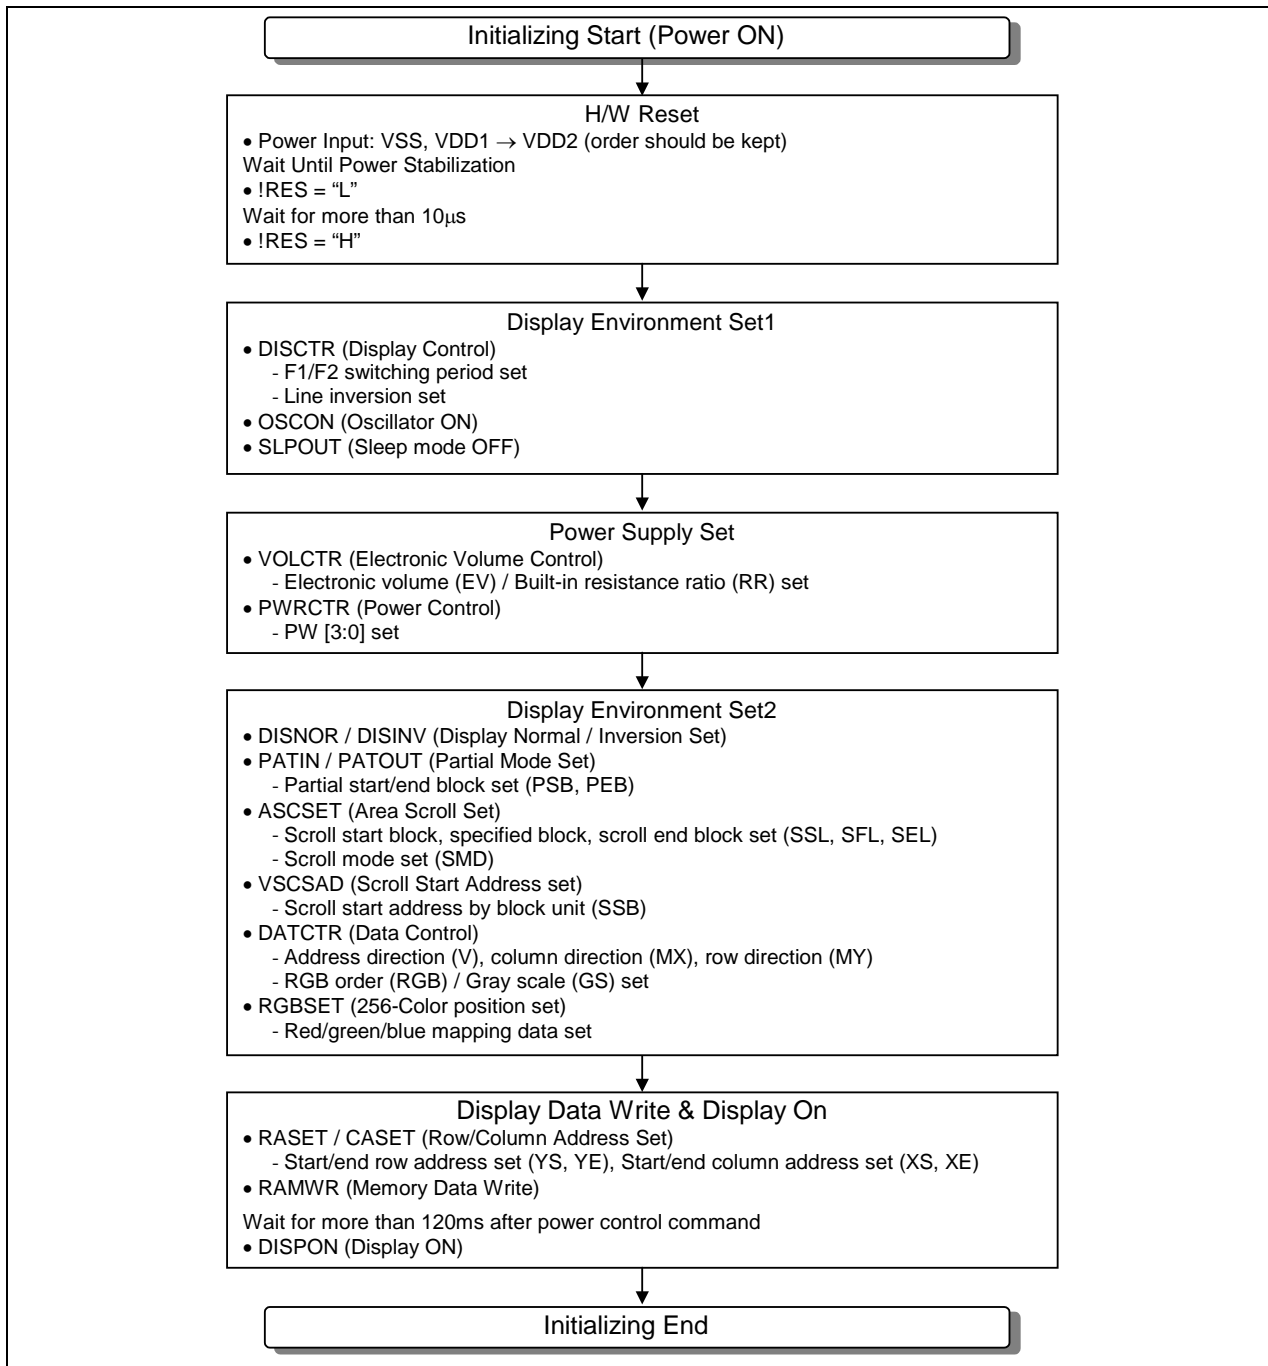 Initializing Start (Power ON)
H/W Reset
• Power Input: VSS, VDD1 → VDD2 (order should be kept)
Wait Until Power Stabilization
• !RES = “L”
Wait for more than 10μs
• !RES = “H”
Display Environment Set1
• DISCTR (Display Control)
- F1/F2 switching period set
- Line inversion set
• OSCON (Oscillator ON)
• SLPOUT (Sleep mode OFF)
Power Supply Set
• VOLCTR (Electronic Volume Control)
- Electronic volume (EV) / Built-in resistance ratio (RR) set
• PWRCTR (Power Control)
- PW [3:0] set
Display Environment Set2
• DISNOR / DISINV (Display Normal / Inversion Set)
• PATIN / PATOUT (Partial Mode Set)
- Partial start/end block set (PSB, PEB)
• ASCSET (Area Scroll Set)
- Scroll start block, specified block, scroll end block set (SSL, SFL, SEL)
- Scroll mode set (SMD)
• VSCSAD (Scroll Start Address set)
- Scroll start address by block unit (SSB)
• DATCTR (Data Control)
- Address direction (V), column direction (MX), row direction (MY)
- RGB order (RGB) / Gray scale (GS) set
• RGBSET (256-Color position set)
- Red/green/blue mapping data set
Display Data Write & Display On
• RASET / CASET (Row/Column Address Set)
- Start/end row address set (YS, YE), Start/end column address set (XS, XE)
• RAMWR (Memory Data Write)
Wait for more than 120ms after power control command
• DISPON (Display ON)
Initializing End